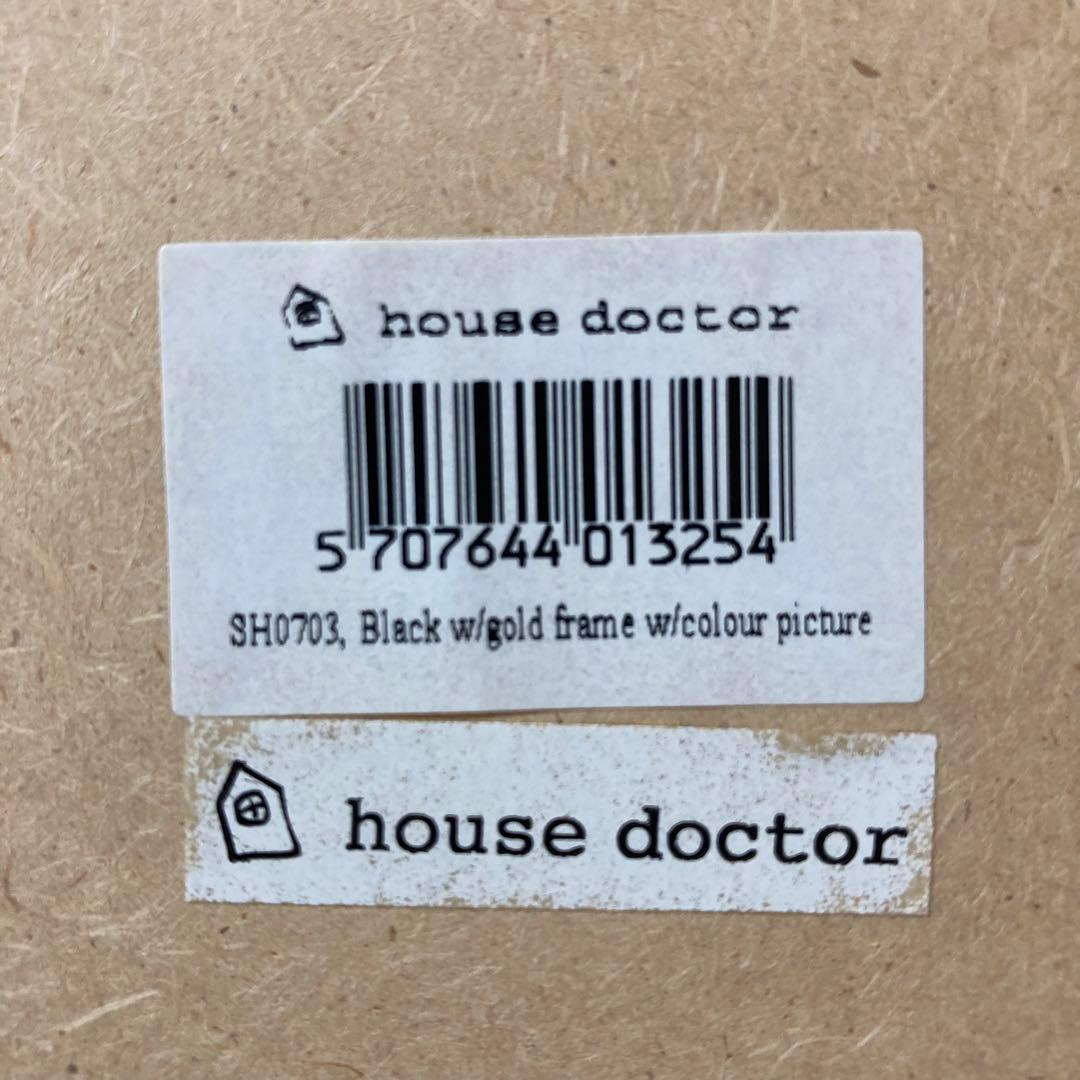 house doctor
5 707644 013254
SH0703, Black w/gold frame w/colour picture
house doctor